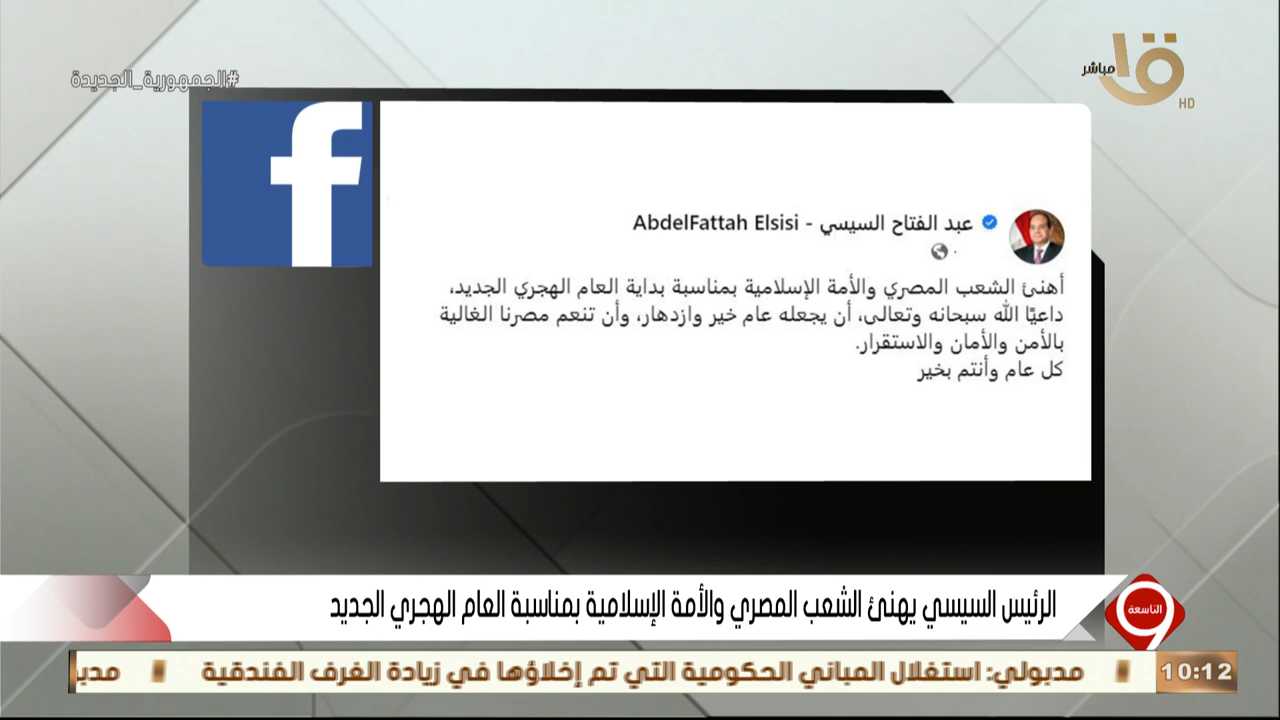 #الجمهورية_الجديدة
مباشر
HD
عبد الفتاح السيسي - AbdelFattah Elsisi
أهنئ الشعب المصري والأمة الإسلامية بمناسبة بداية العام الهجري الجديد،
داعيًا الله سبحانه وتعالى، أن يجعله عام خير وازدهار، وأن تنعم مصرنا الغالية
بالأمن والأمان والاستقرار.
كل عام وأنتم بخير
التاسعة
9
الرئيس السيسي يهنئ الشعب المصري والأمة الإسلامية بمناسبة العام الهجري الجديد
10:12
مدبولي: استغلال المباني الحكومية التي تم إخلاؤها في زيادة الغرف الفندقية